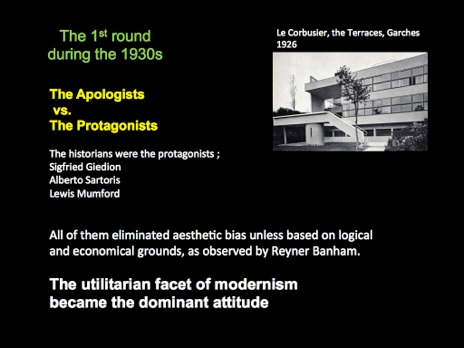 The 1st round
during the 1930s
Le Corbusier, the Terraces, Garches
1926
The Apologists
vs.
The Protagonists
The historians were the protagonists ;
Sigfried Giedion
Alberto Sartoris
Lewis Mumford
All of them eliminated aesthetic bias unless based on logical
and economical grounds, as observed by Reyner Banham.
The utilitarian facet of modernism
became the dominant attitude